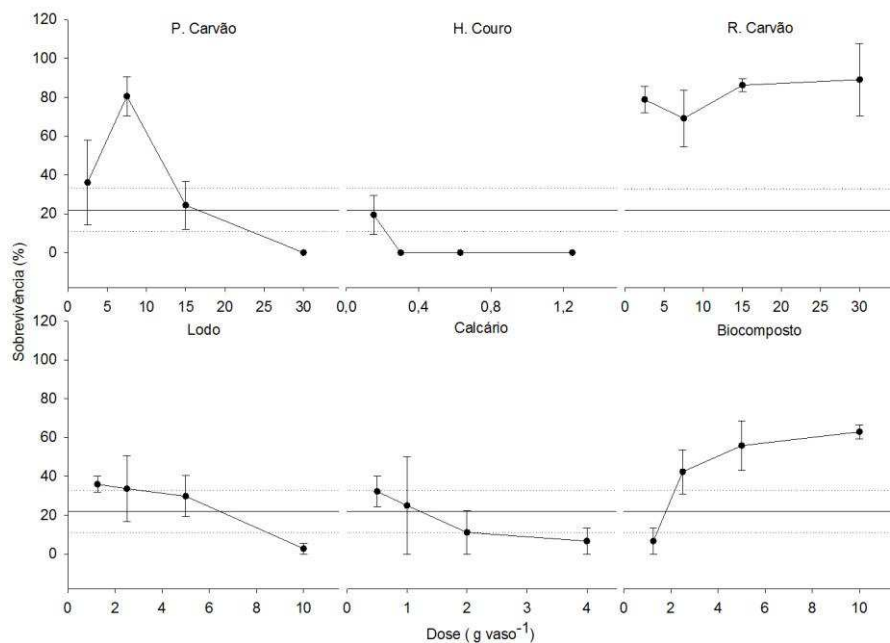 P. Carvão
H. Couro
R. Carvão
120
100
80
60
40
20
0
0 5 10 15 20 25 30
0,0 0,4 0,8 1,2
0 5 10 15 20 25 30
Sobrevivência (%)
Lodo
Calcário
Biocomposto
120
100
80
60
40
20
0
0 2 4 6 8 10
0 1 2 3 4
0 2 4 6 8 10
Dose ( g vaso-1)